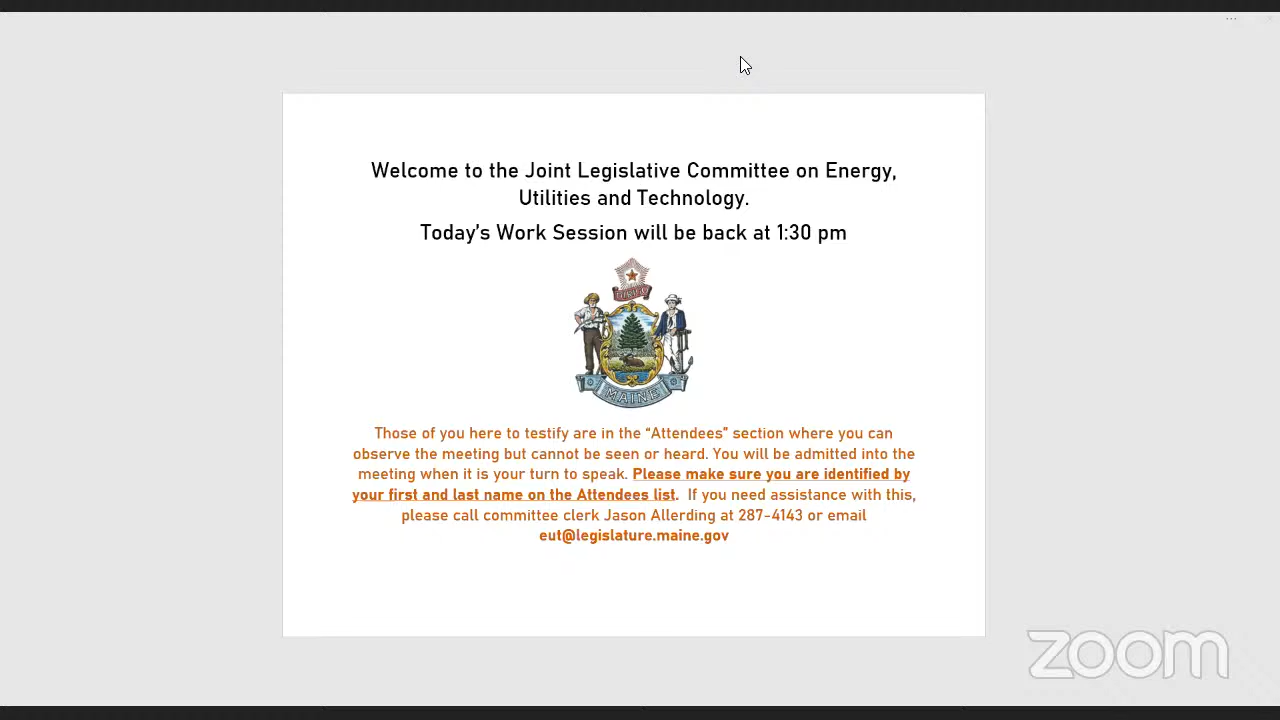 Welcome to the Joint Legislative Committee on Energy,
Utilities and Technology.
Today's Work Session will be back at 1:30 pm
DIRIGO
MAINE
Those of you here to testify are in the “Attendees” section where you can
observe the meeting but cannot be seen or heard. You will be admitted into the
meeting when it is your turn to speak. Please make sure you are identified by
your first and last name on the Attendees list. If you need assistance with this,
please call committee clerk Jason Allerding at 287-4143 or email
eut@legislature.maine.gov
zoom